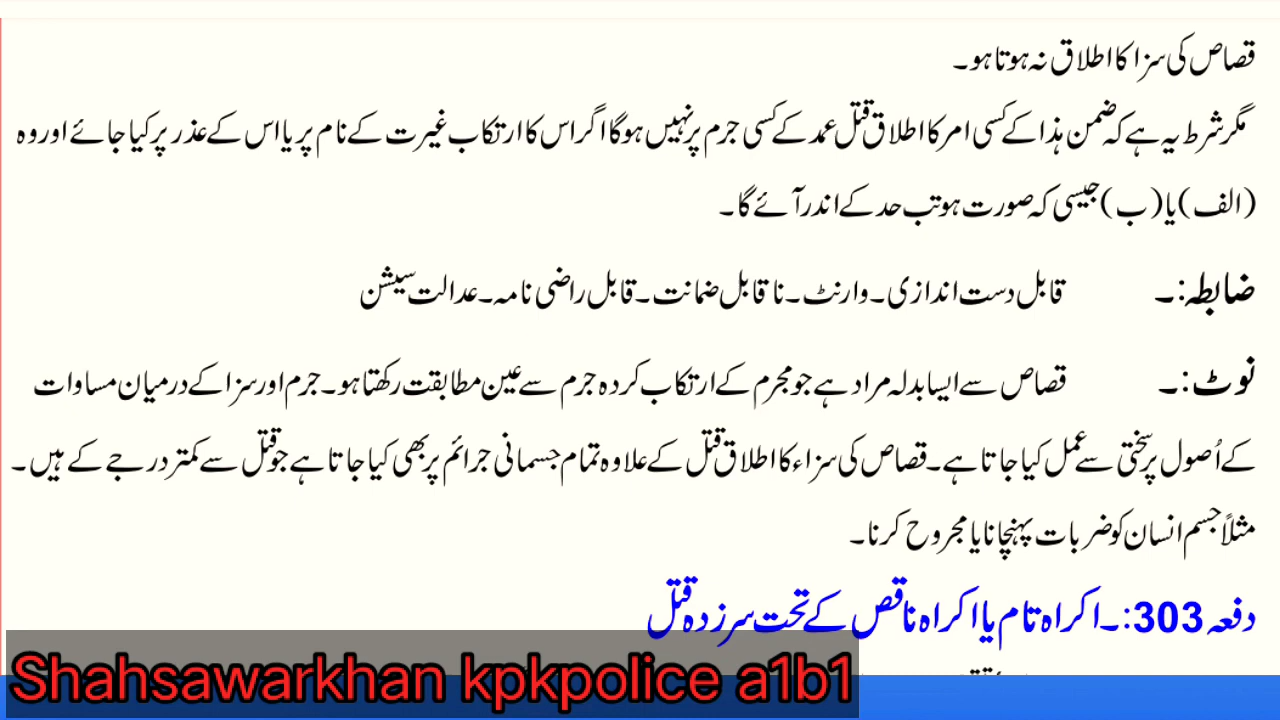 قصاص کی سزا کا اطلاق نہ ہوتا ہو۔
مگر شرط یہ ہے کہ ضمن ہذا کے کسی امر کا اطلاق قتل عمد کے کسی جرم پر نہیں ہوگا اگر اس کا ارتکاب غیرت کے نام پر یا اس کے عذر پر کیا جائے اور وہ
(الف) یا (ب) جیسی کہ صورت ہو تب حد کے اندر آئے گا۔
ضابطہ:۔ قابل دست اندازی۔ وارنٹ۔ نا قابل ضمانت۔ قابل راضی نامہ۔ عدالت سیشن
نوٹ:۔ قصاص سے ایسا بدلہ مراد ہے جو مجرم کے ارتکاب کردہ جرم سے عین مطابقت رکھتا ہو۔ جرم اور سزا کے درمیان مساوات
کے اُصول پر سختی سے عمل کیا جاتا ہے۔ قصاص کی سزاء کا اطلاق قتل کے علاوہ تمام جسمانی جرائم پر بھی کیا جاتا ہے جو قتل سے کمتر درجے کے ہیں۔
مثلاً جسم انسان کو ضربات پہنچانا یا مجروح کرنا۔
دفعہ 303:۔ اکراہ تام یا اکراہ ناقص کے تحت سرزدہ قتل
Shahsawarkhan kpkpolice a1b1